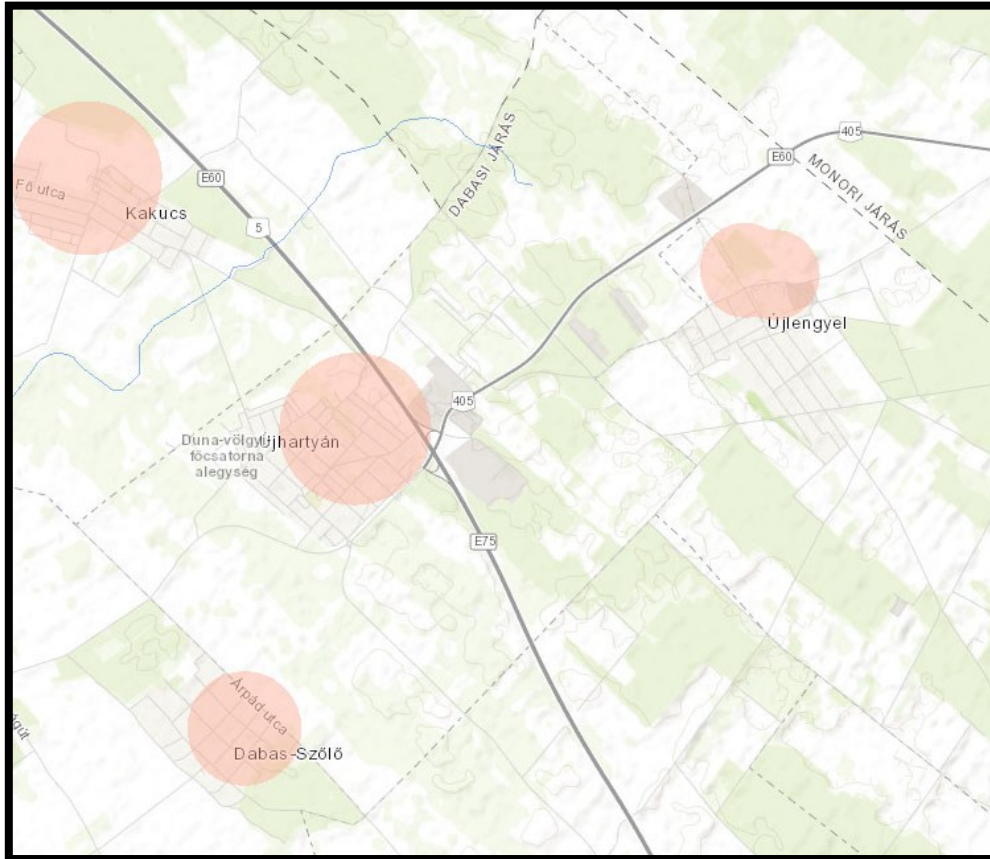 405
E60
MONORI JÁRÁS
DABASI JÁRÁS
E60
Fő utca
Kakucs
5
Újlengyel
405
Duna-völgyi
Újhartyán
főcsatorna
alegység
E75
Árpád utca
Dabas-Szőlő